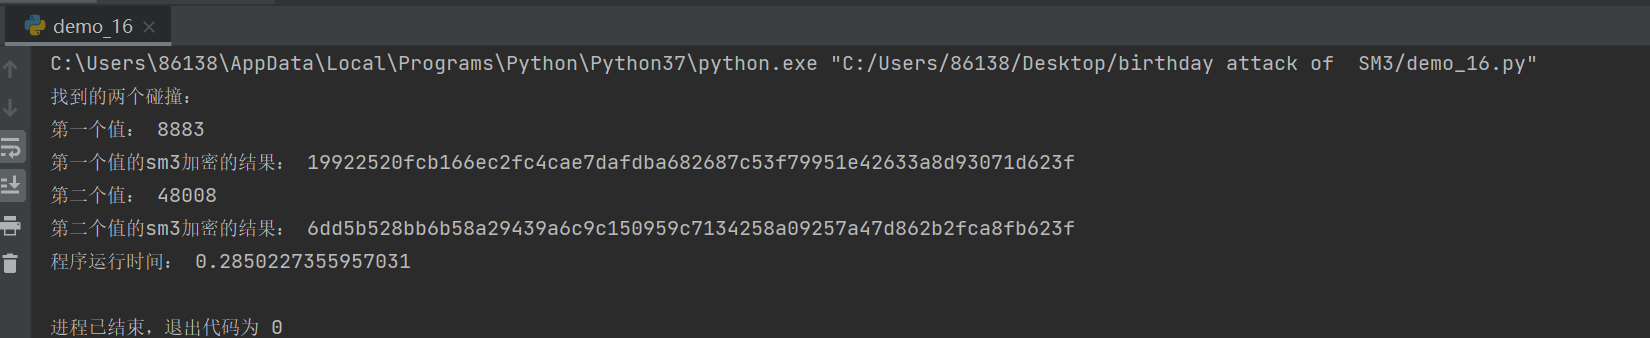 demo_16
C:\Users\86138\AppData\Local\Programs\Python\Python37\python.exe "C:/Users/86138/Desktop/birthday attack of  SM3/demo_16.py"
找到的两个碰撞：
第一个值： 8883
第一个值的sm3加密的结果： 19922520fcb166ec2fc4cae7dafdba682687c53f79951e42633a8d93071d623f
第二个值： 48008
第二个值的sm3加密的结果： 6dd5b528bb6b58a29439a6c9c150959c7134258a09257a47d862b2fca8fb623f
程序运行时间： 0.2850227355957031
进程已结束，退出代码为 0